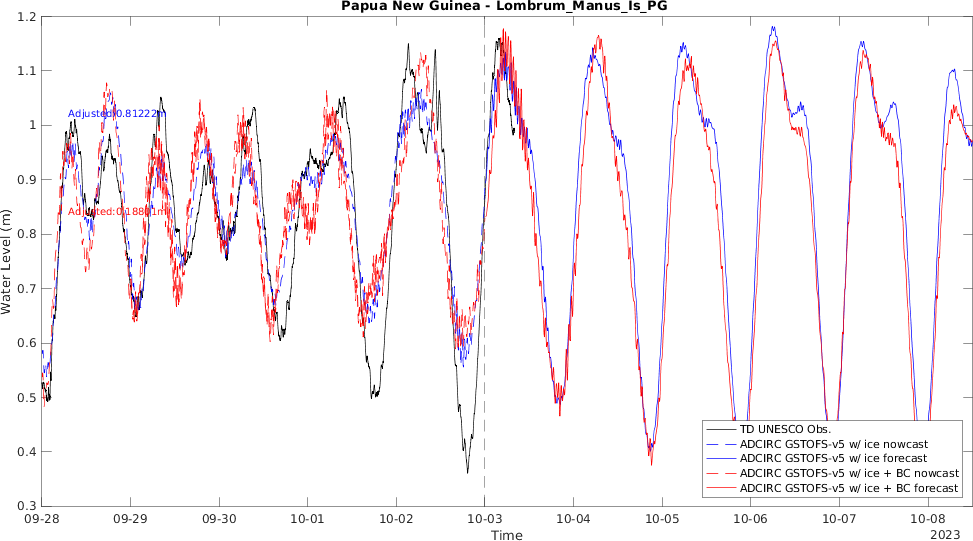 Papua New Guinea - Lombrum_Manus_Is_PG
1.2
1.1
1
0.9
0.8
0.7
0.6
0.5
0.4
0.3
Water Level (m)
Adjusted:0.81222m
TD UNESCO Obs.
ADCIRC GSTOFS-v5 w/ ice nowcast
ADCIRC GSTOFS-v5 w/ ice forecast
ADCIRC GSTOFS-v5 w/ ice + BC nowcast
ADCIRC GSTOFS-v5 w/ ice + BC forecast
09-28
09-29
09-30
10-01
10-02
10-03
10-04
10-05
10-06
10-07
10-08
Time
2023